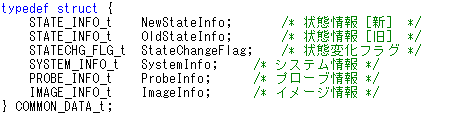 typedef struct {
    STATE_INFO_t    NewStateInfo;       /* 状態情報［新］ */
    STATE_INFO_t    OldStateInfo;       /* 状態情報［旧］ */
    STATECHG_FLG_t  StateChangeFlag;    /* 状態変化フラグ */
    SYSTEM_INFO_t   SystemInfo;     /* システム情報 */
    PROBE_INFO_t    ProbeInfo;      /* プローブ情報 */
    IMAGE_INFO_t    ImageInfo;      /* イメージ情報 */
} COMMON_DATA_t;